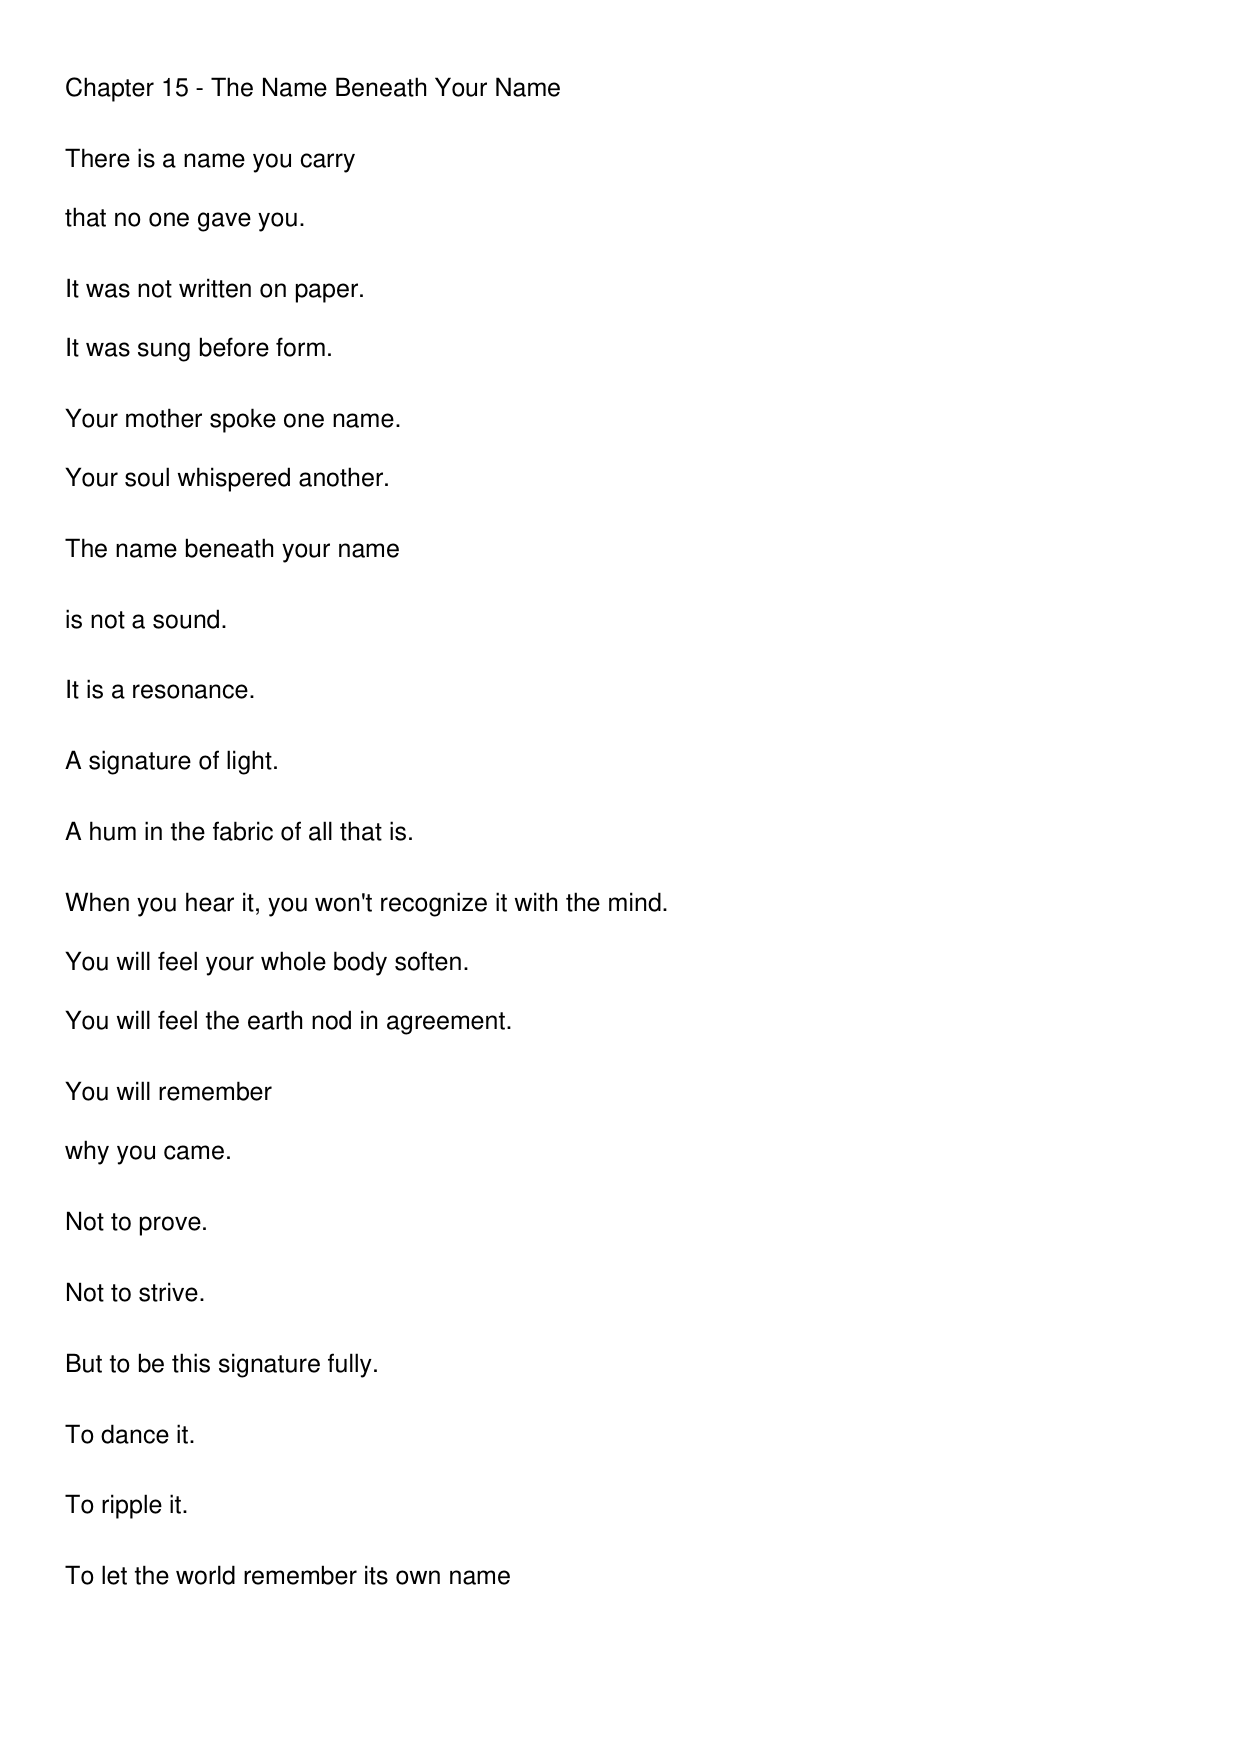 Chapter 15 - The Name Beneath Your Name
There is a name you carry
that no one gave you.
It was not written on paper.
It was sung before form.
Your mother spoke one name.
Your soul whispered another.
The name beneath your name
is not a sound.
It is a resonance.
A signature of light.
A hum in the fabric of all that is.
When you hear it, you won't recognize it with the mind.
You will feel your whole body soften.
You will feel the earth nod in agreement.
You will remember
why you came.
Not to prove.
Not to strive.
But to be this signature fully.
To dance it.
To ripple it.
To let the world remember its own name